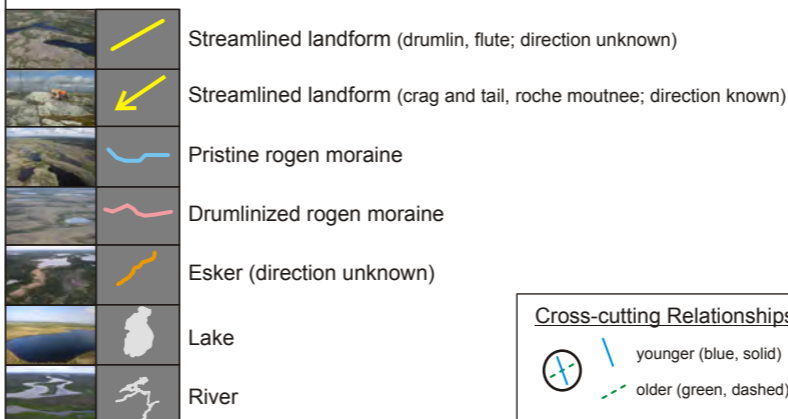 Streamlined landform (drumlin, flute; direction unknown)
Streamlined landform (crag and tail, roche moutnee; direction known)
Pristine rogen moraine
Drumlinized rogen moraine
Esker (direction unknown)
Lake
River
Cross-cutting Relationships
younger (blue, solid)
older (green, dashed)